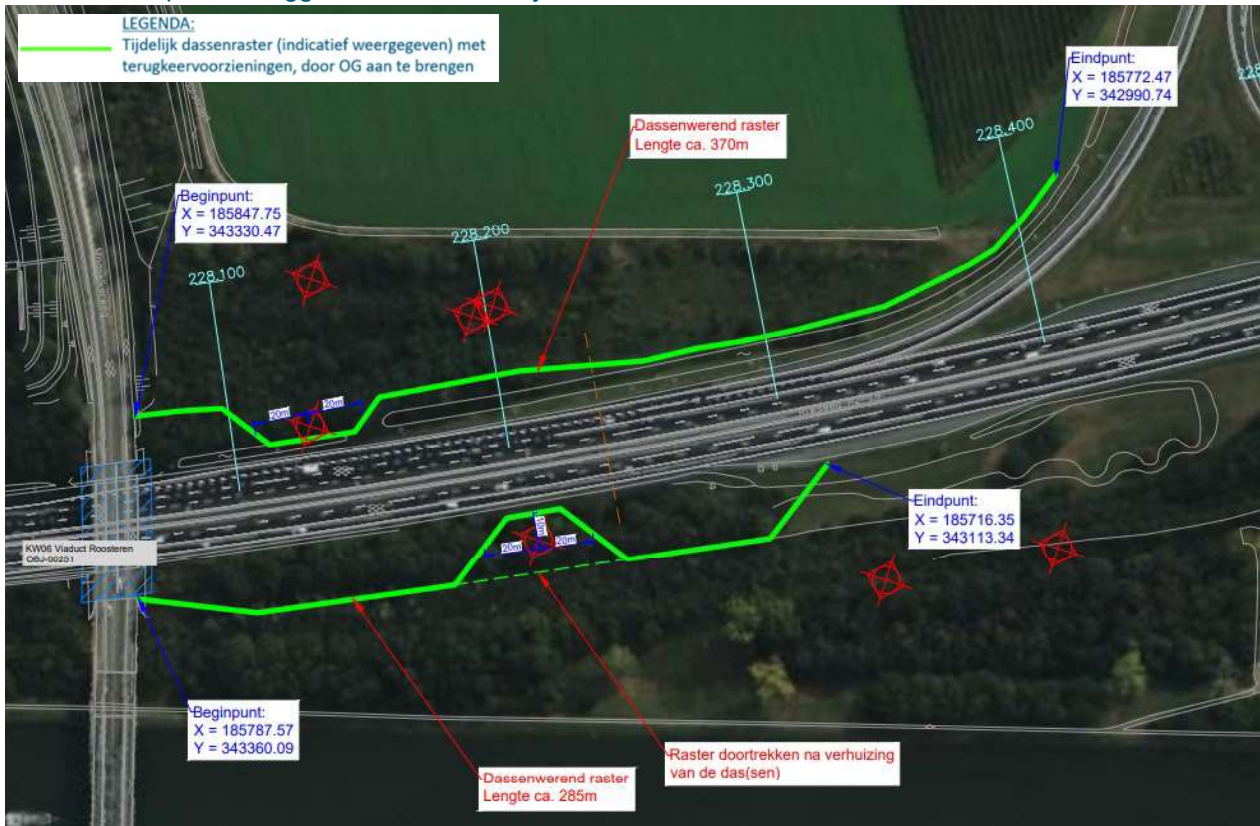 LEGENDA:
Tijdelijk dassenraster (indicatief weergegeven) met
terugkeervoorzieningen, door OG aan te brengen
Eindpunt:
X = 185772.47
Y = 342990.74
Dassenwerend raster
Lengte ca. 370m
228.400
228.300
Beginpunt:
X = 185847.75
Y = 343330.47
228.200
228.100
20m
20m
Eindpunt:
X = 185716.35
Y = 343113.34
10m
20m
20m
KW06 Viaduct Roosteren
OBJ-00251
Beginpunt:
X = 185787.57
Y = 343360.09
Raster doortrekken na verhuizing
van de das(sen)
Dassenwerend raster
Lengte ca. 285m